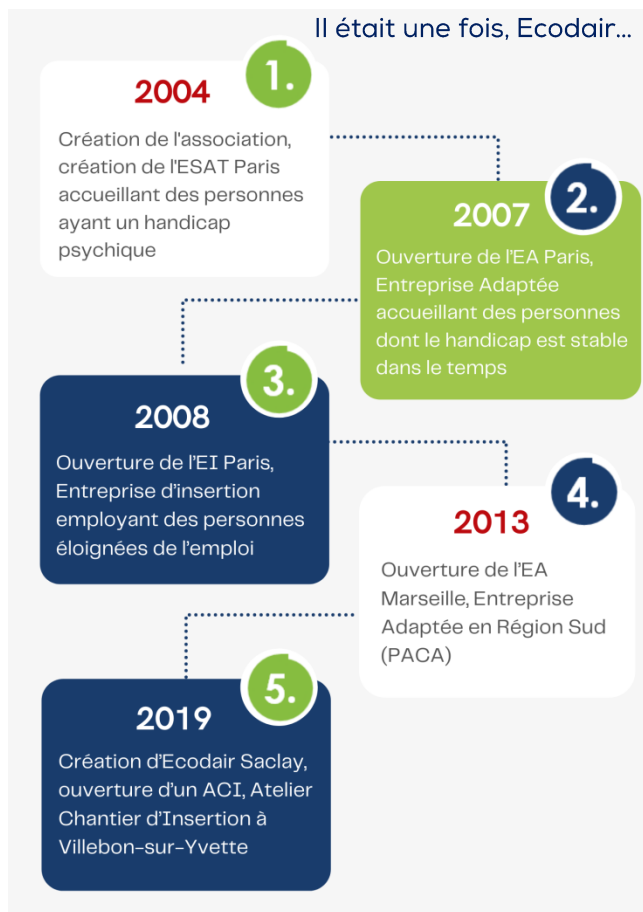 Il était une fois, Ecodair...
1.
2004
Création de l'association,
création de l'ESAT Paris
accueillant des personnes
ayant un handicap
psychique
2.
2007
Ouverture de l'EA Paris,
Entreprise Adaptée
accueillant des personnes
dont le handicap est stable
dans le temps
3.
2008
Ouverture de l'EI Paris,
Entreprise d'insertion
employant des personnes
éloignées de l'emploi
4.
2013
Ouverture de l'EA
Marseille, Entreprise
Adaptée en Région Sud
(PACA)
5.
2019
Création d'Ecodair Saclay,
ouverture d'un ACI, Atelier
Chantier d'Insertion à
Villebon-sur-Yvette